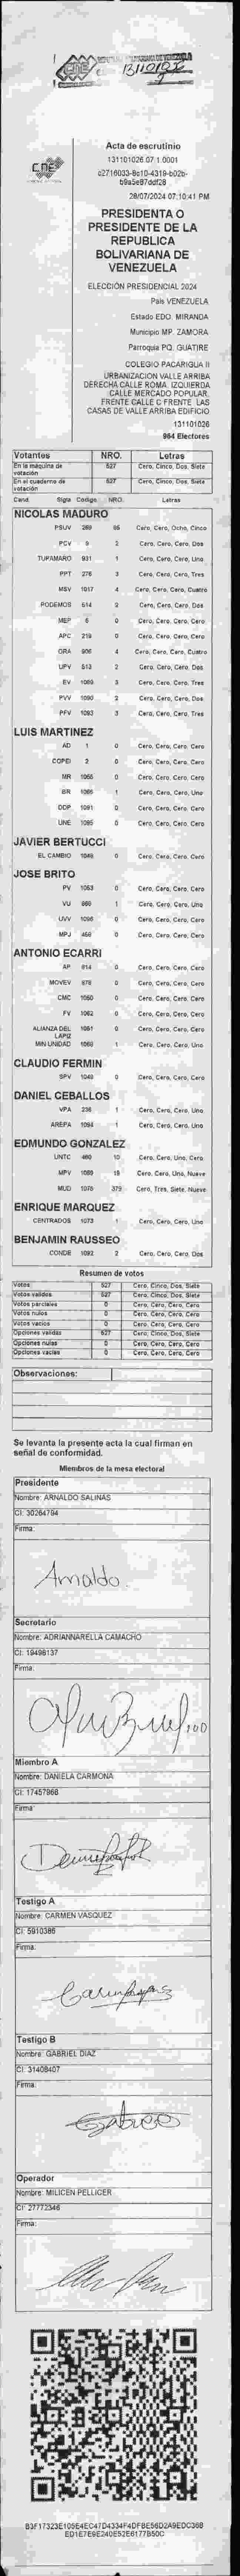 CNE
Acta de escrutinio
131101026.07.1.0001
28/07/2024 07:10:41 PM
PRESIDENTA O
PRESIDENTE DE LA
REPUBLICA
BOLIVARIANA DE
VENEZUELA
ELECCIÓN PRESIDENCIAL 2024
País VENEZUELA
Estado EDO. MIRANDA
Municipio MP. ZAMORA
Parroquia PQ. GUATIRE
COLEGIO PACARIGUA II
URBANIZACION VALLE ARRIBA
DERECHA CALLE ROMA. IZQUIERDA
CALLE MERCADO POPULAR.
FRENTE CALLE C FRENTE LAS
CASAS DE VALLE ARRIBA EDIFICIO
131101026
964 Electores
Votantes NRO. Letras
En la máquina de votación 527 Cero, Cinco, Dos, Siete
En el cuaderno de votación 527 Cero, Cinco, Dos, Siete
Cand. Sigla Código NRO. Letras
NICOLAS MADURO
PSUV 269 85 Cero, Cero, Ocho, Cinco
PCV 9 2 Cero, Cero, Cero, Dos
TUPAMARO 931 1 Cero, Cero, Cero, Uno
PPT 276 3 Cero, Cero, Cero, Tres
MSV 1017 4 Cero, Cero, Cero, Cuatro
PODEMOS 514 2 Cero, Cero, Cero, Dos
MEP 6 0 Cero, Cero, Cero, Cero
APC 219 0 Cero, Cero, Cero, Cero
ORA 906 4 Cero, Cero, Cero, Cuatro
UPV 513 2 Cero, Cero, Cero, Dos
EV 1089 3 Cero, Cero, Cero, Tres
PVV 1090 2 Cero, Cero, Cero, Dos
PFV 1093 3 Cero, Cero, Cero, Tres
LUIS MARTINEZ
AD 1 0 Cero, Cero, Cero, Cero
COPEI 2 0 Cero, Cero, Cero, Cero
MR 1055 0 Cero, Cero, Cero, Cero
BR 1066 1 Cero, Cero, Cero, Uno
DDP 1091 0 Cero, Cero, Cero, Cero
UNE 1095 0 Cero, Cero, Cero, Cero
JAVIER BERTUCCI
EL CAMBIO 1048 0 Cero, Cero, Cero, Cero
JOSE BRITO
PV 1053 0 Cero, Cero, Cero, Cero
VU 989 1 Cero, Cero, Cero, Uno
UVV 1096 0 Cero, Cero, Cero, Cero
MPJ 456 0 Cero, Cero, Cero, Cero
ANTONIO ECARRI
AP 914 0 Cero, Cero, Cero, Cero
MOVEV 978 0 Cero, Cero, Cero, Cero
CMC 1050 0 Cero, Cero, Cero, Cero
FV 1082 0 Cero, Cero, Cero, Cero
ALIANZA DEL LAPIZ 1051 0 Cero, Cero, Cero, Cero
MIN UNIDAD 1068 1 Cero, Cero, Cero, Uno
CLAUDIO FERMIN
SPV 1040 0 Cero, Cero, Cero, Cero
DANIEL CEBALLOS
VPA 236 1 Cero, Cero, Cero, Uno
AREPA 1094 1 Cero, Cero, Cero, Uno
EDMUNDO GONZALEZ
UNTC 460 10 Cero, Cero, Uno, Cero
MPV 1089 19 Cero, Cero, Uno, Nueve
MUD 1078 379 Cero, Tres, Siete, Nueve
ENRIQUE MARQUEZ
CENTRADOS 1073 1 Cero, Cero, Cero, Uno
BENJAMIN RAUSSEO
CONDE 1092 2 Cero, Cero, Cero, Dos
Resumen de votos
Votos 527 Cero, Cinco, Dos, Siete
Votos válidos 527 Cero, Cinco, Dos, Siete
Votos parciales 0 Cero, Cero, Cero, Cero
Votos nulos 0 Cero, Cero, Cero, Cero
Votos vacíos 0 Cero, Cero, Cero, Cero
Opciones válidas 527 Cero, Cinco, Dos, Siete
Opciones nulas 0 Cero, Cero, Cero, Cero
Opciones vacías 0 Cero, Cero, Cero, Cero
Observaciones:
Se levanta la presente acta la cual firman en
señal de conformidad.
Miembros de la mesa electoral
Presidente
Nombre: ARNALDO SALINAS
CI: 30264794
Firma:
Arnaldo
Secretario
Nombre: ADRIANNARELLA CAMACHO
CI: 19496137
Firma:
Miembro A
Nombre: DANIELA CARMONA
CI: 17457968
Firma:
Testigo A
Nombre: CARMEN VASQUEZ
CI: 5910386
Firma:
Testigo B
Nombre: GABRIEL DIAZ
CI: 31408407
Firma:
Operador
Nombre: MILICEN PELLICER
CI: 27772346
Firma:
B3F17323E105E4EC47D4334F4DFBE56D2A9EDC36B
ED1E7E9E240E52E6177B50C